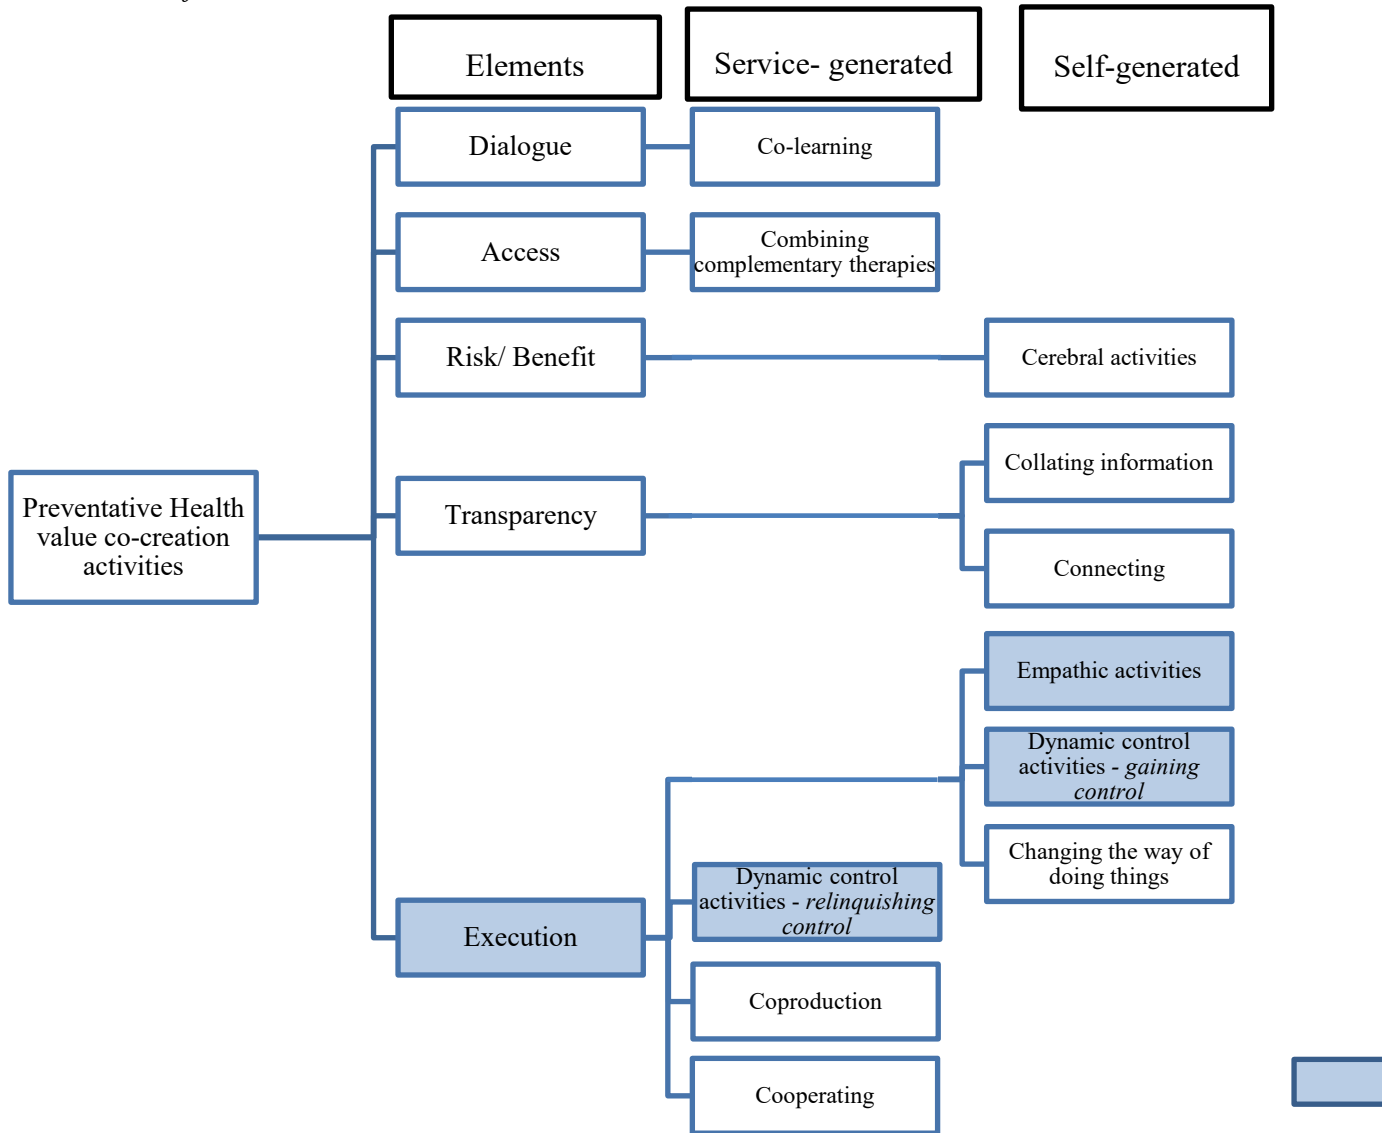 Elements
Service- generated
Self-generated
Dialogue
Co-learning
Access
Combining
complementary therapies
Risk/ Benefit
Cerebral activities
Collating information
Transparency
Connecting
Preventative Health
value co-creation
activities
Empathic activities
Dynamic control
activities - gaining
control
Changing the way of
doing things
Dynamic control
activities - relinquishing
control
Execution
Coproduction
Cooperating